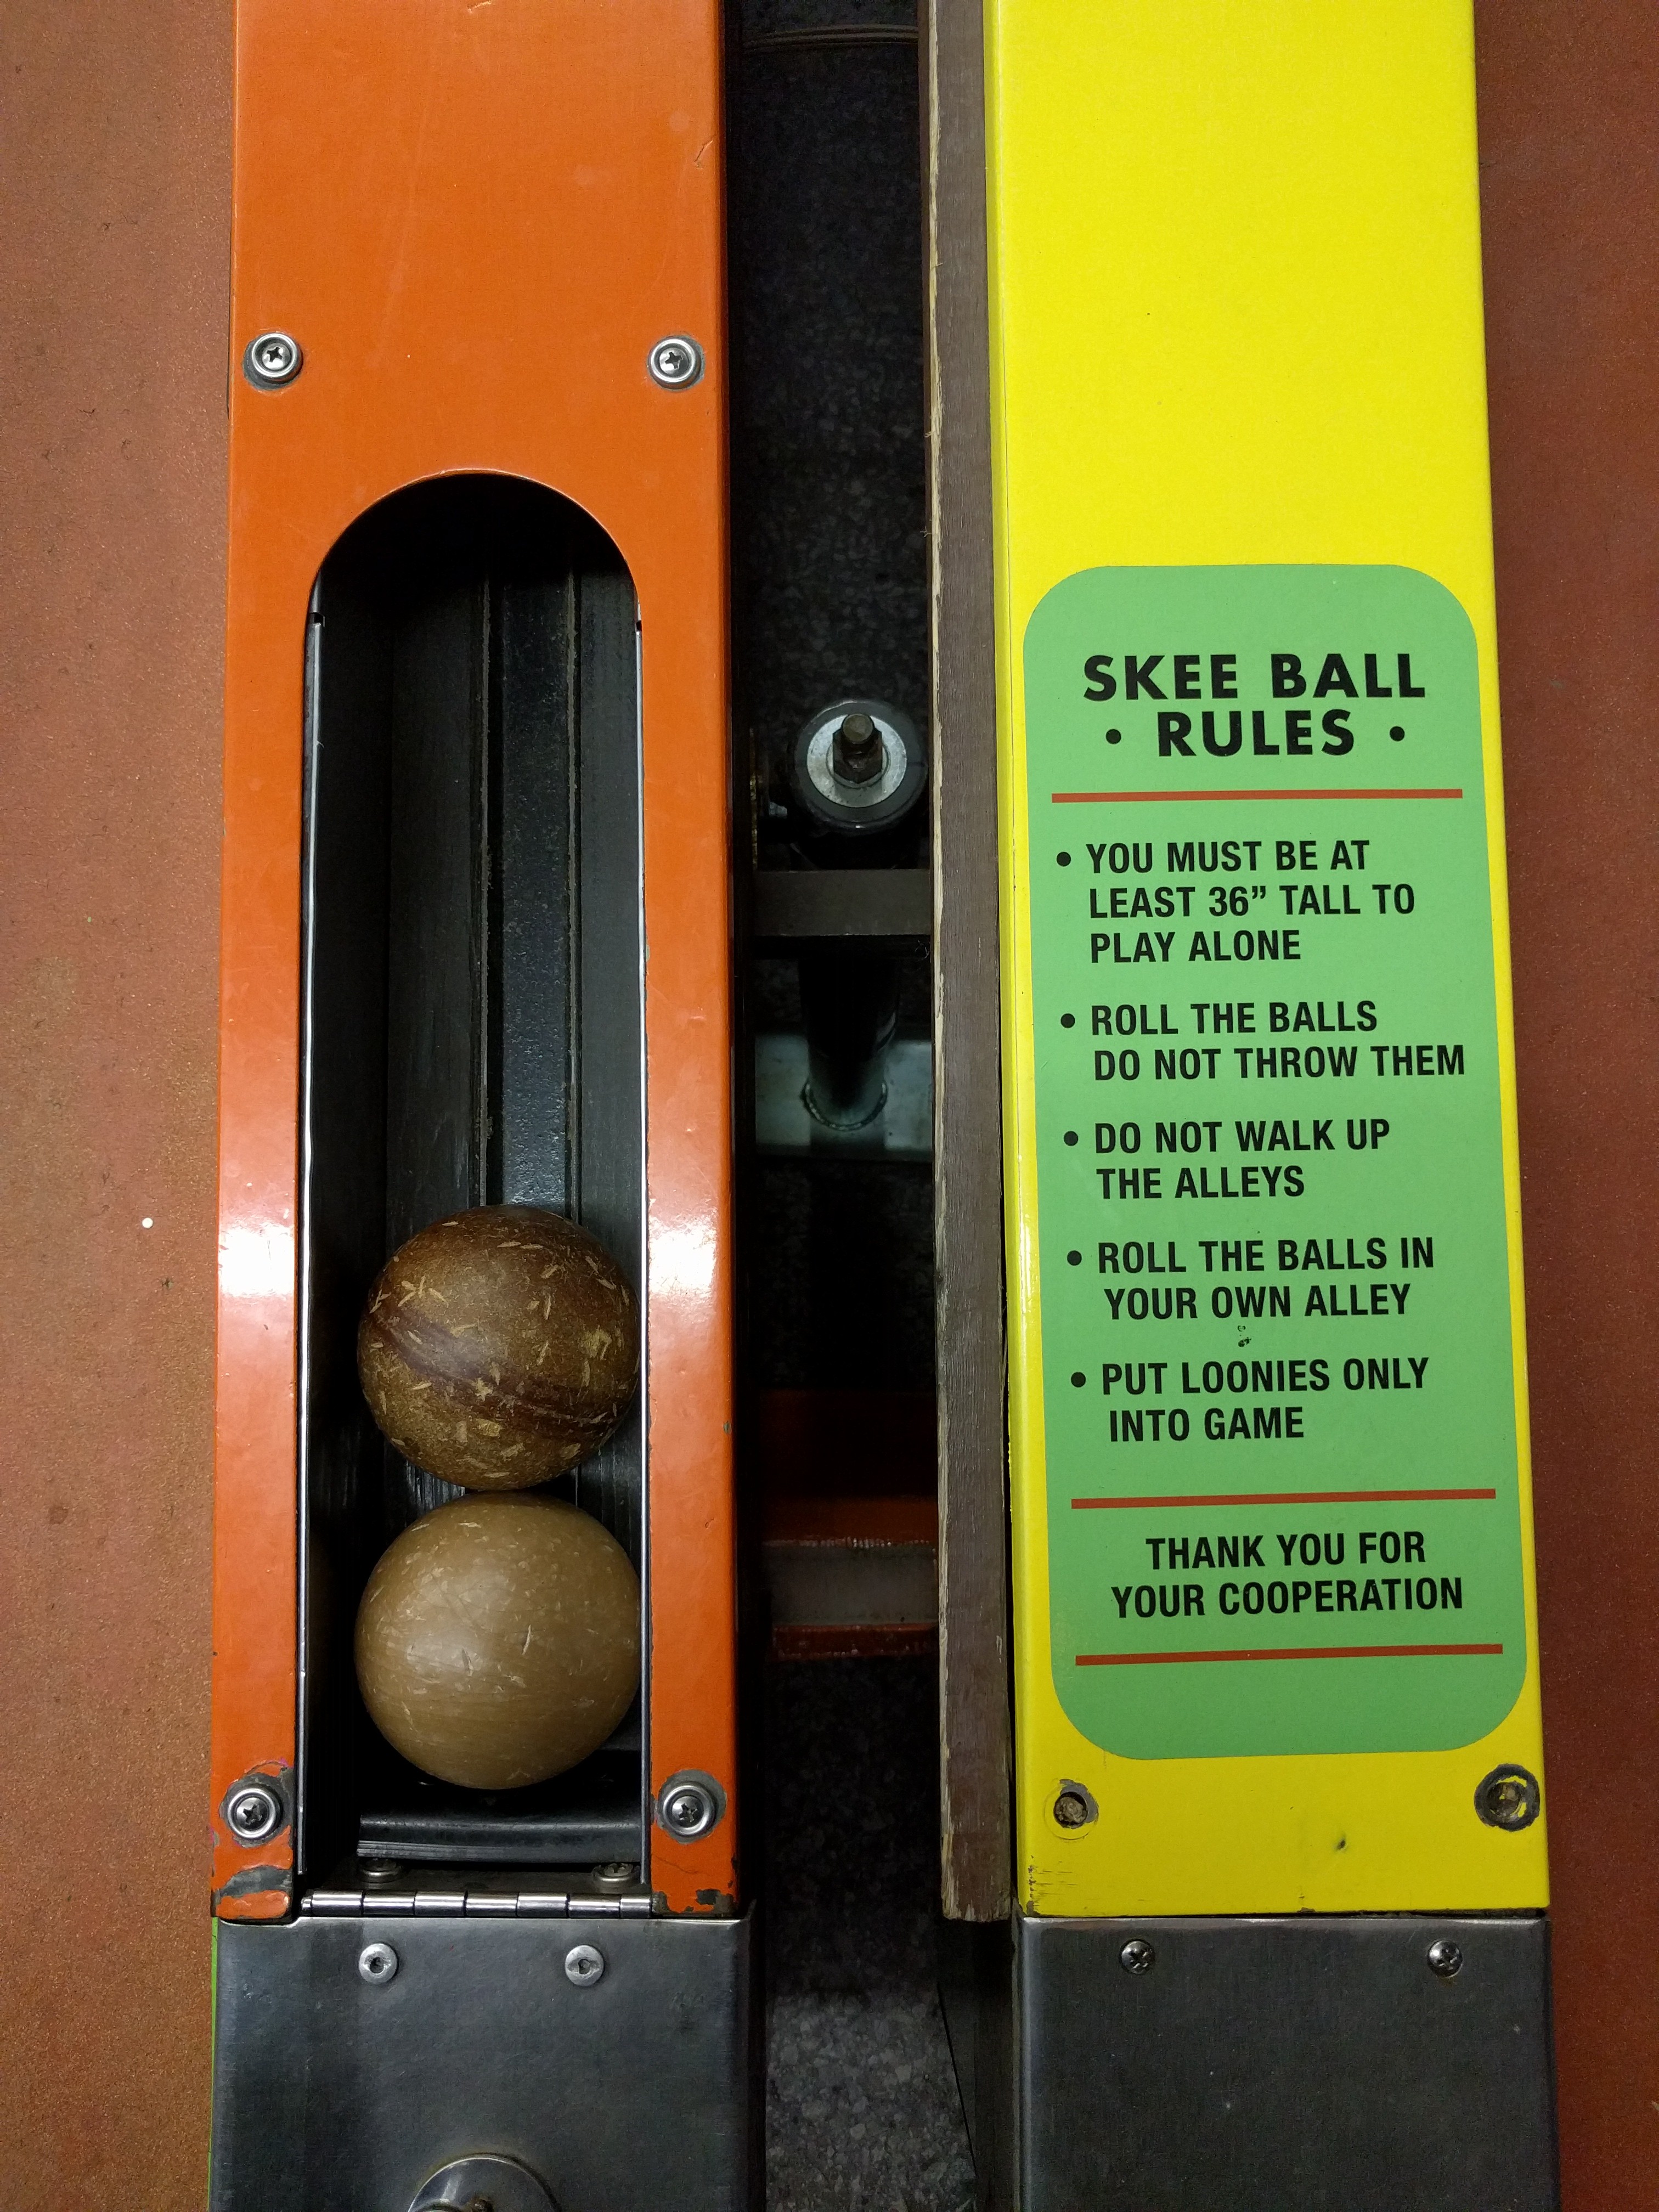 SKEE BALL
• RULES •
• YOU MUST BE AT
LEAST 36” TALL TO
PLAY ALONE
• ROLL THE BALLS
DO NOT THROW THEM
• DO NOT WALK UP
THE ALLEYS
• ROLL THE BALLS IN
YOUR OWN ALLEY
• PUT LOONIES ONLY
INTO GAME
THANK YOU FOR
YOUR COOPERATION